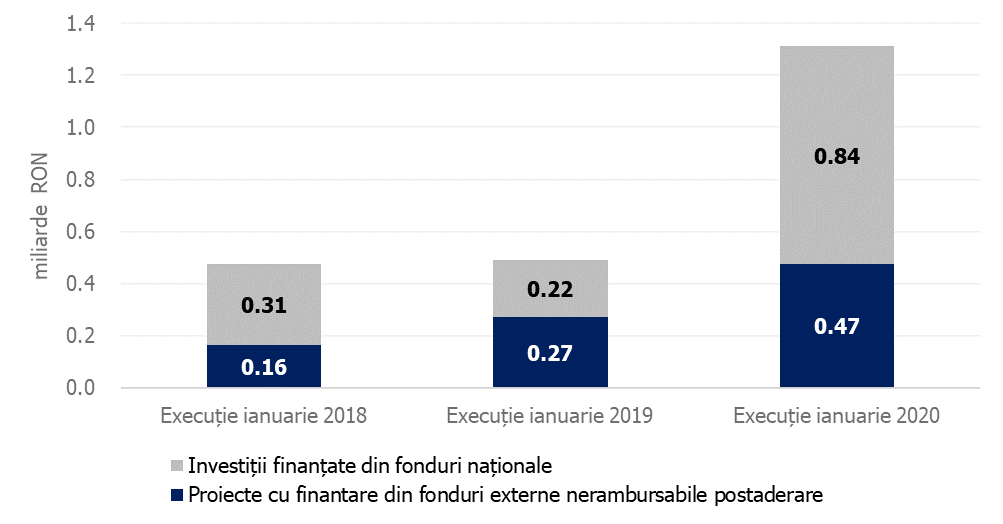 1.4
1.2
1.0
0.8
0.6
0.4
0.2
0.0
miliarde RON
0.31
0.16
0.22
0.27
0.84
0.47
Execuție ianuarie 2018
Execuție ianuarie 2019
Execuție ianuarie 2020
Investiții finanțate din fonduri naționale
Proiecte cu finantare din fonduri externe nerambursabile postaderare